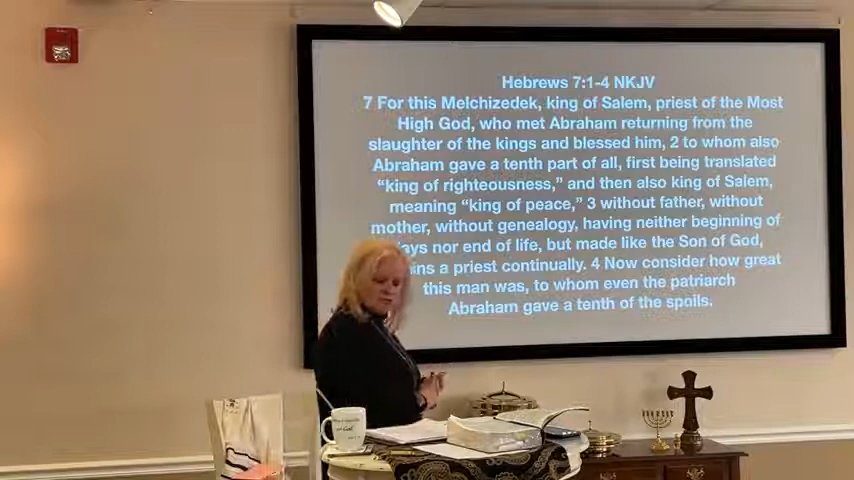 Hebrews 7:1-4 NKJV
7 For this Melchizedek, king of Salem, priest of the Most
High God, who met Abraham returning from the
slaughter of the kings and blessed him, 2 to whom also
Abraham gave a tenth part of all, first being translated
“king of righteousness,” and then also king of Salem,
meaning “king of peace,” 3 without father, without
mother, without genealogy, having neither beginning of
ays nor end of life, but made like the Son of God,
ins a priest continually. 4 Now consider how great
this man was, to whom even the patriarch
Abraham gave a tenth of the spoils.